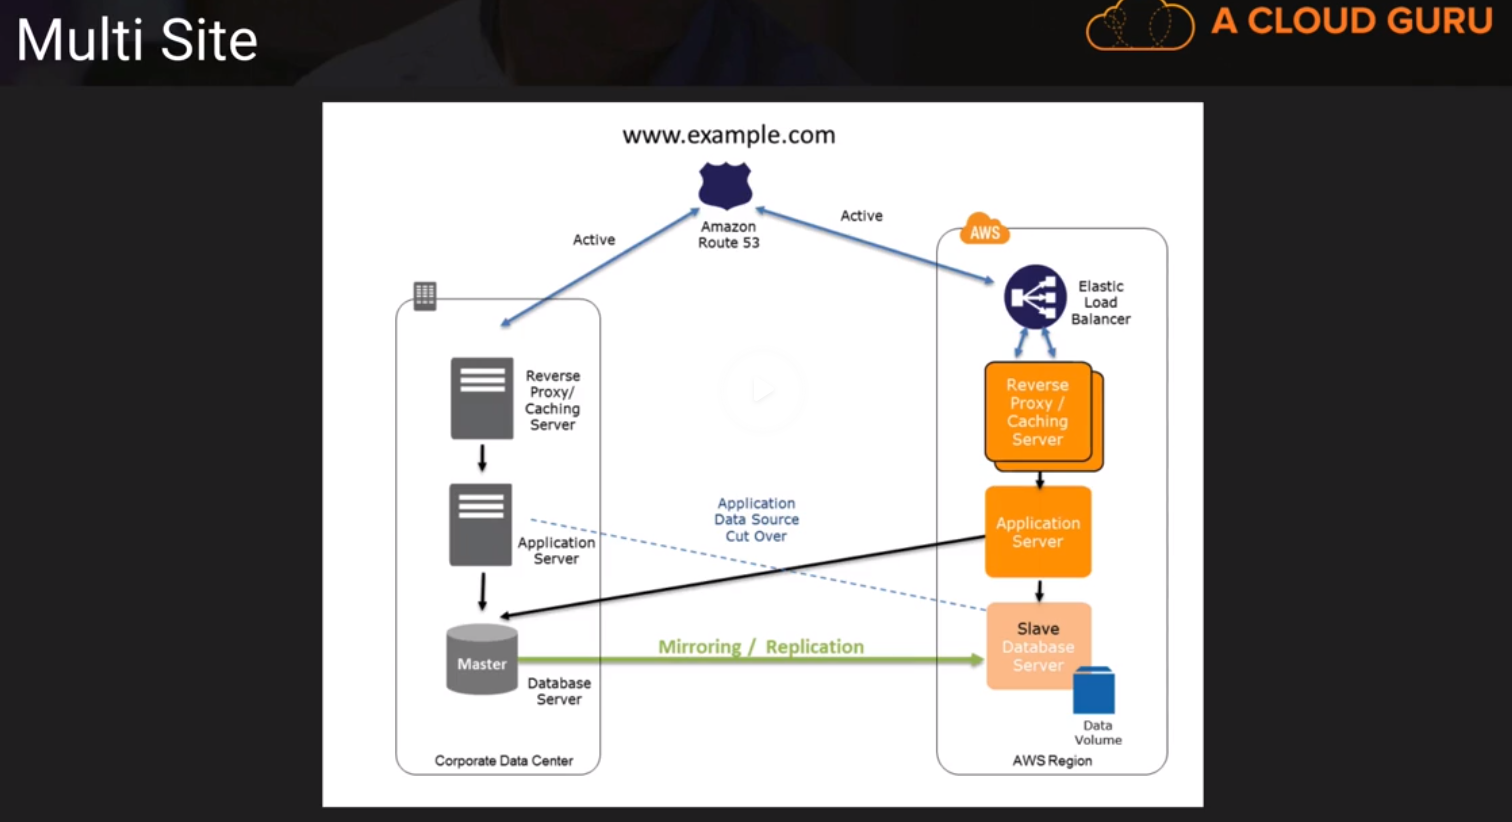 Multi Site
A CLOUD GURU
www.example.com
Amazon
Route 53
Active
Active
AWS
Elastic
Load
Balancer
Reverse
Proxy/
Caching
Server
Reverse
Proxy /
Caching
Server
Application
Data Source
Cut Over
Application
Server
Application
Server
Mirroring / Replication
Master
Database
Server
Slave
Database
Server
Data
Volume
Corporate Data Center
AWS Region